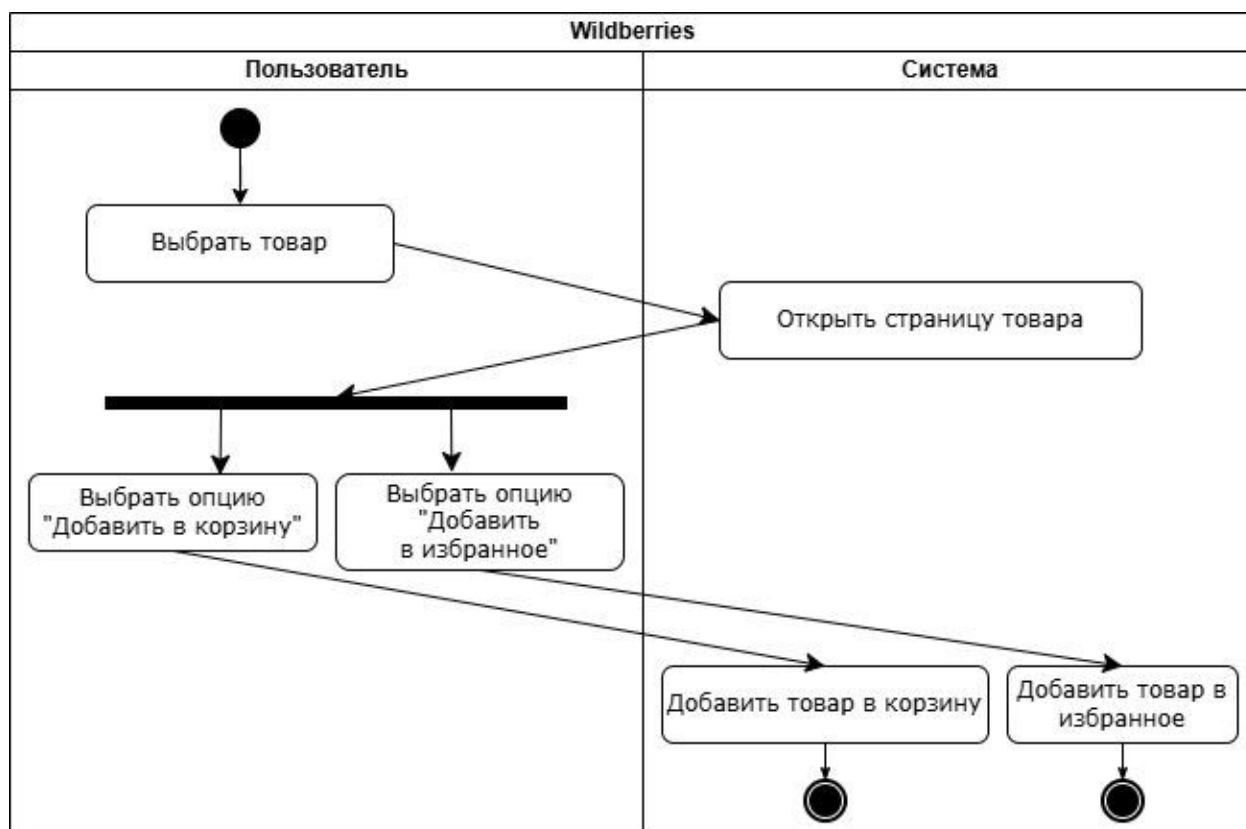 Wildberries
Пользователь
Система
Выбрать товар
Открыть страницу товара
Выбрать опцию
"Добавить в корзину"
Выбрать опцию
"Добавить
в избранное"
Добавить товар в корзину
Добавить товар в
избранное